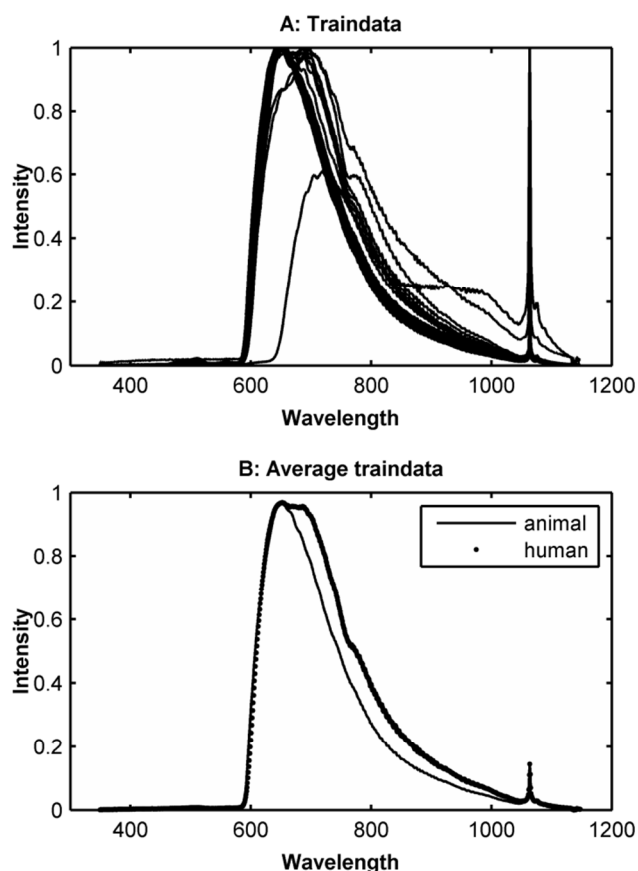 A: Traindata
1
0.8
0.6
0.4
0.2
0
Intensity
400 600 800 1000 1200
Wavelength
B: Average traindata
1
0.8
0.6
0.4
0.2
0
Intensity
animal
human
400 600 800 1000 1200
Wavelength